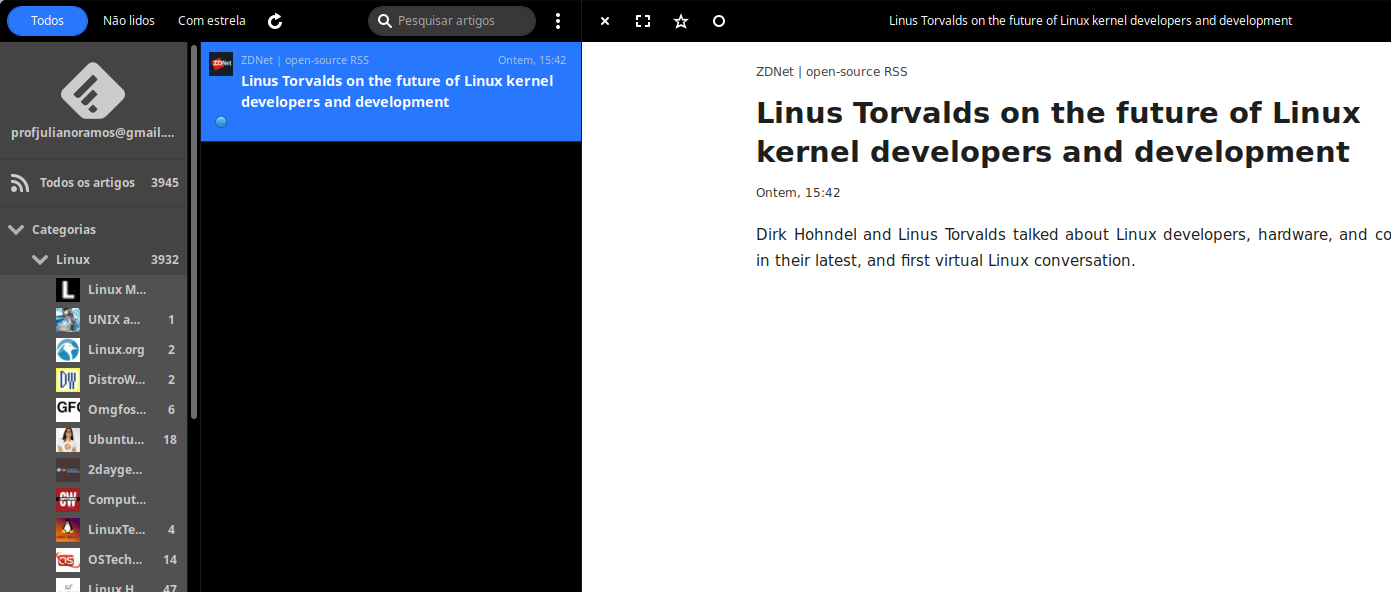 Todos
Não lidos
Com estrela
Pesquisar artigos
Linus Torvalds on the future of Linux kernel developers and development
profjulianoramos@gmail....
Todos os artigos 3945
Categorias
Linux 3932
L
Linux M...
UNIX a... 1
Linux.org 2
DW
DistroW... 2
GFO
Omgfos... 6
Ubuntu... 18
2dayge...
CW
Comput...
LinuxTe... 4
OS
OSTech... 14
Linux H... 47
ZDNet
ZDNet | open-source RSS Ontem, 15:42
Linus Torvalds on the future of Linux kernel
developers and development
ZDNet | open-source RSS
Linus Torvalds on the future of Linux
kernel developers and development
Ontem, 15:42
Dirk Hohndel and Linus Torvalds talked about Linux developers, hardware, and co
in their latest, and first virtual Linux conversation.